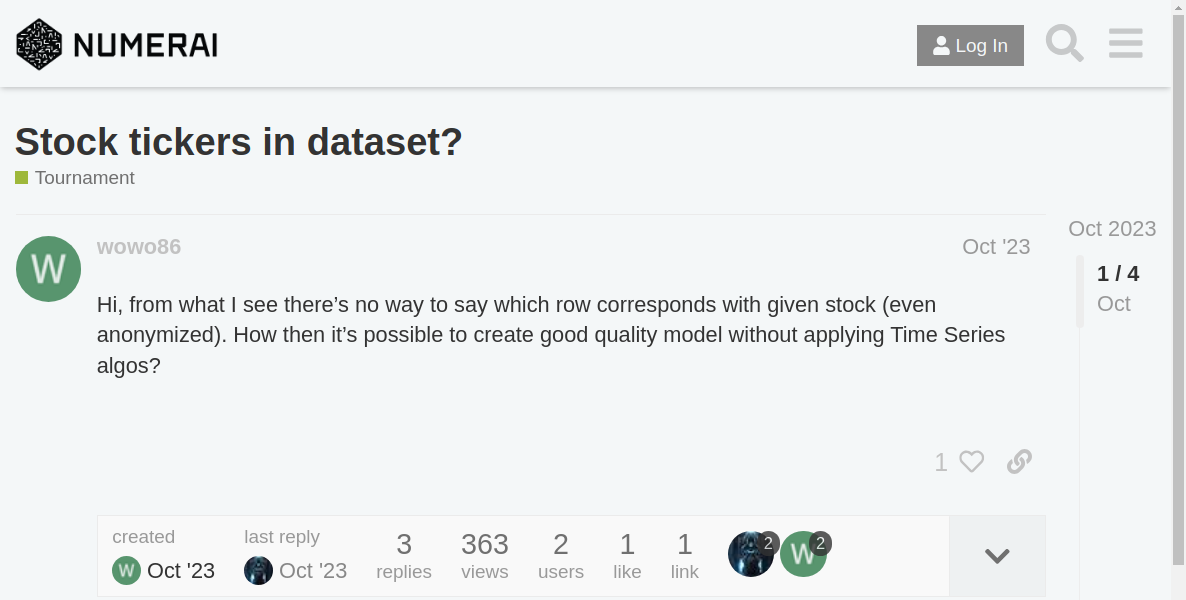 NUMERAI
Log In
Stock tickers in dataset?
Tournament
Oct 2023
W
wowo86
Oct '23
1 / 4
Oct
Hi, from what I see there’s no way to say which row corresponds with given stock (even
anonymized). How then it’s possible to create good quality model without applying Time Series
algos?
1
created
last reply
3
363
2
1
1
2
W
2
W
Oct '23
Oct '23
replies
views
users
like
link